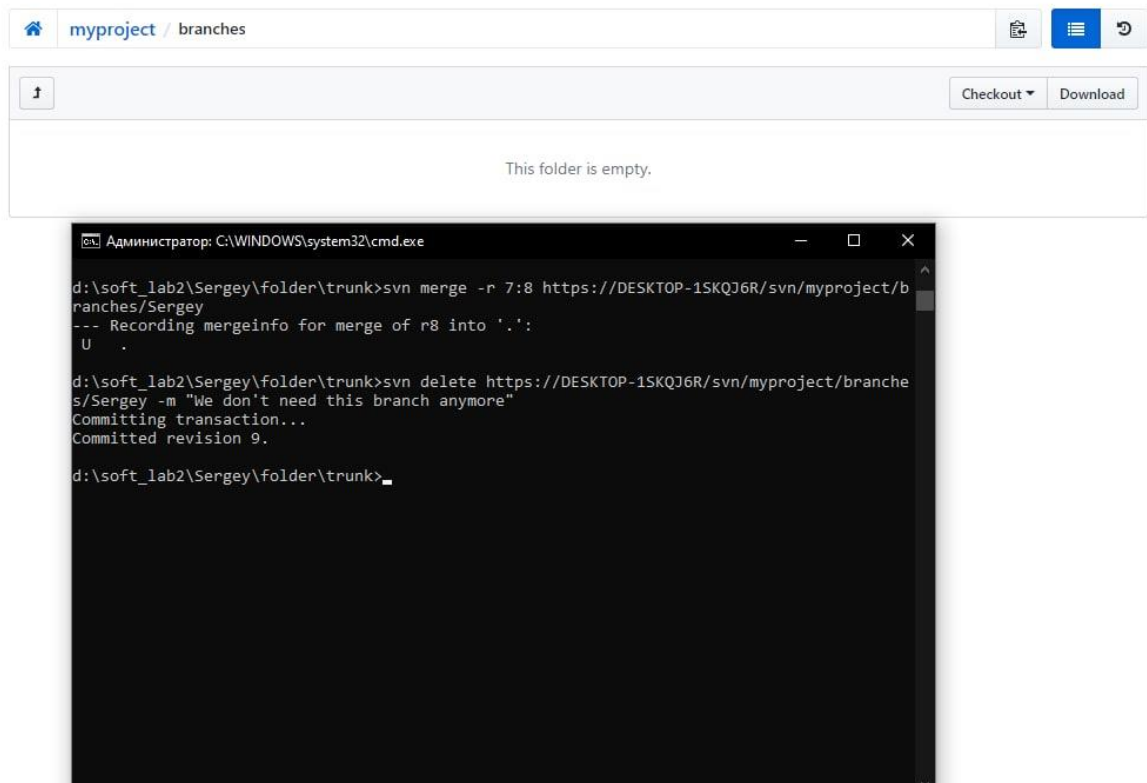 myproject / branches
Checkout Download
This folder is empty.
Администратор: C:\WINDOWS\system32\cmd.exe
d:\soft_lab2\Sergey\folder\trunk>svn merge -r 7:8 https://DESKTOP-1SKQJ6R/svn/myproject/b
ranches/Sergey
--- Recording mergeinfo for merge of r8 into '.':
 U   .
d:\soft_lab2\Sergey\folder\trunk>svn delete https://DESKTOP-1SKQJ6R/svn/myproject/branche
s/Sergey -m "We don't need this branch anymore"
Committing transaction...
Committed revision 9.
d:\soft_lab2\Sergey\folder\trunk>